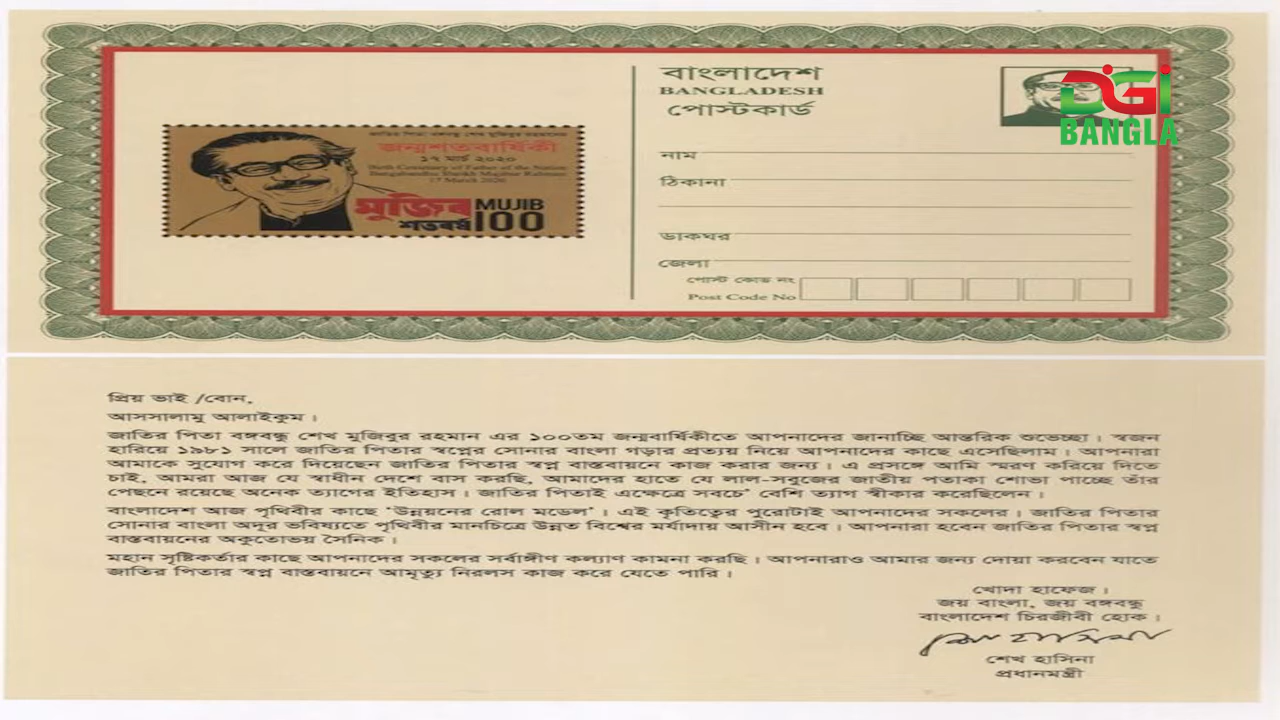 জাতির পিতা বঙ্গবন্ধু শেখ মুজিবুর রহমানের
জন্মশতবার্ষিকী
১৭ মার্চ ২০২০
Birth Centenary of Father of the Nation
Bangabandhu Sheikh Mujibur Rahman
17 March 2020
মুজিব
শতবর্ষ
MUJIB
100
বাংলাদেশ
BANGLADESH
পোস্টকার্ড
DIGI
BANGLA
নাম
ঠিকানা
ডাকঘর
জেলা
পোস্ট কোড নং
Post Code No
প্রিয় ভাই /বোন,
আসসালামু আলাইকুম ।
জাতির পিতা বঙ্গবন্ধু শেখ মুজিবুর রহমান এর ১০০তম জন্মবার্ষিকীতে আপনাদের জানাচ্ছি আন্তরিক শুভেচ্ছা । স্বজন
হারিয়ে ১৯৮১ সালে জাতির পিতার স্বপ্নের সোনার বাংলা গড়ার প্রত্যয় নিয়ে আপনাদের কাছে এসেছিলাম । আপনারা
আমাকে সুযোগ করে দিয়েছেন জাতির পিতার স্বপ্ন বাস্তবায়নে কাজ করার জন্য । এ প্রসঙ্গে আমি স্মরণ করিয়ে দিতে
চাই, আমরা আজ যে স্বাধীন দেশে বাস করছি, আমাদের হাতে যে লাল-সবুজের জাতীয় পতাকা শোভা পাচ্ছে তাঁর
পেছনে রয়েছে অনেক ত্যাগের ইতিহাস । জাতির পিতাই এক্ষেত্রে সবচে’ বেশি ত্যাগ স্বীকার করেছিলেন ।
বাংলাদেশ আজ পৃথিবীর কাছে ‘উন্নয়নের রোল মডেল’ । এই কৃতিত্বের পুরোটাই আপনাদের সকলের । জাতির পিতার
সোনার বাংলা অদূর ভবিষ্যতে পৃথিবীর মানচিত্রে উন্নত বিশ্বের মর্যাদায় আসীন হবে । আপনারা হবেন জাতির পিতার স্বপ্ন
বাস্তবায়নের অকুতোভয় সৈনিক ।
মহান সৃষ্টিকর্তার কাছে আপনাদের সকলের সর্বাঙ্গীণ কল্যাণ কামনা করছি । আপনারাও আমার জন্য দোয়া করবেন যাতে
জাতির পিতার স্বপ্ন বাস্তবায়নে আমৃত্যু নিরলস কাজ করে যেতে পারি ।
খোদা হাফেজ ।
জয় বাংলা, জয় বঙ্গবন্ধু
বাংলাদেশ চিরজীবী হোক ।
শেখ হাসিনা
শেখ হাসিনা
প্রধানমন্ত্রী